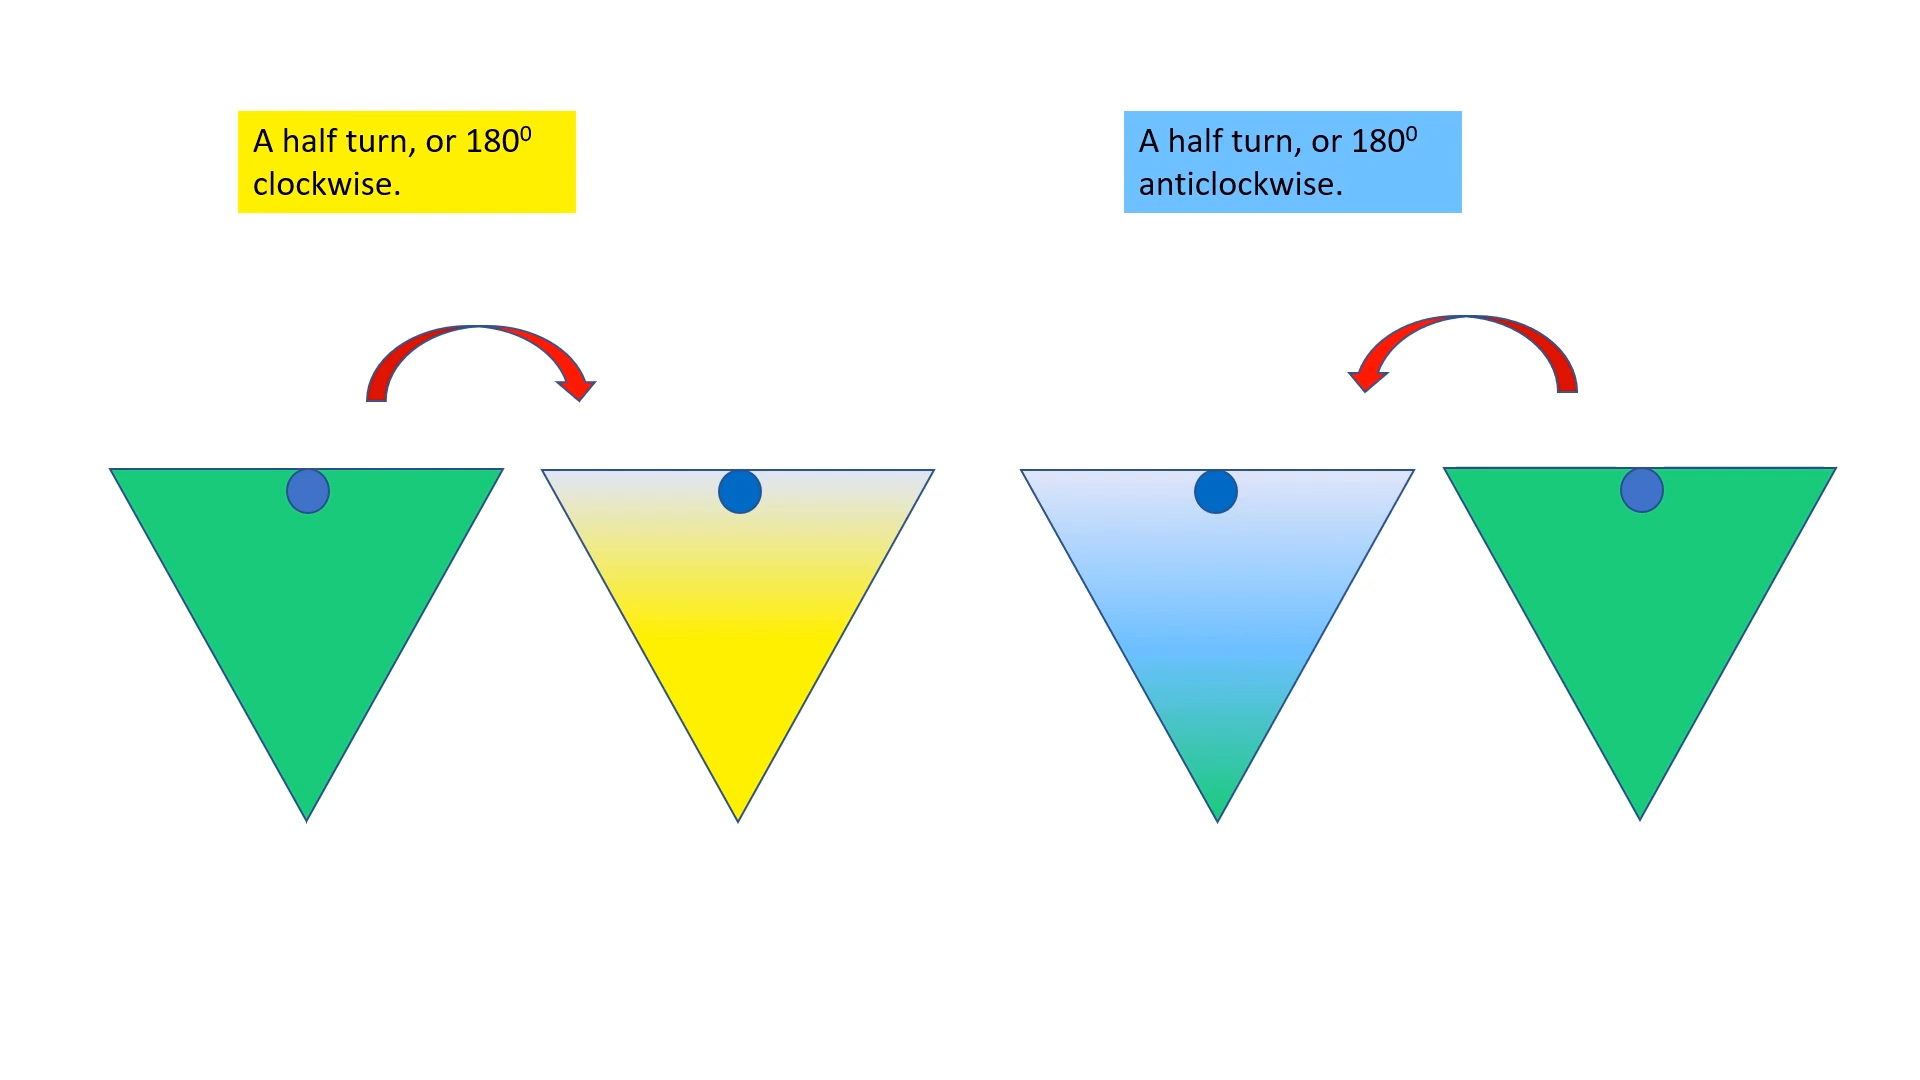 A half turn, or 180⁰
clockwise.
A half turn, or 180⁰
anticlockwise.